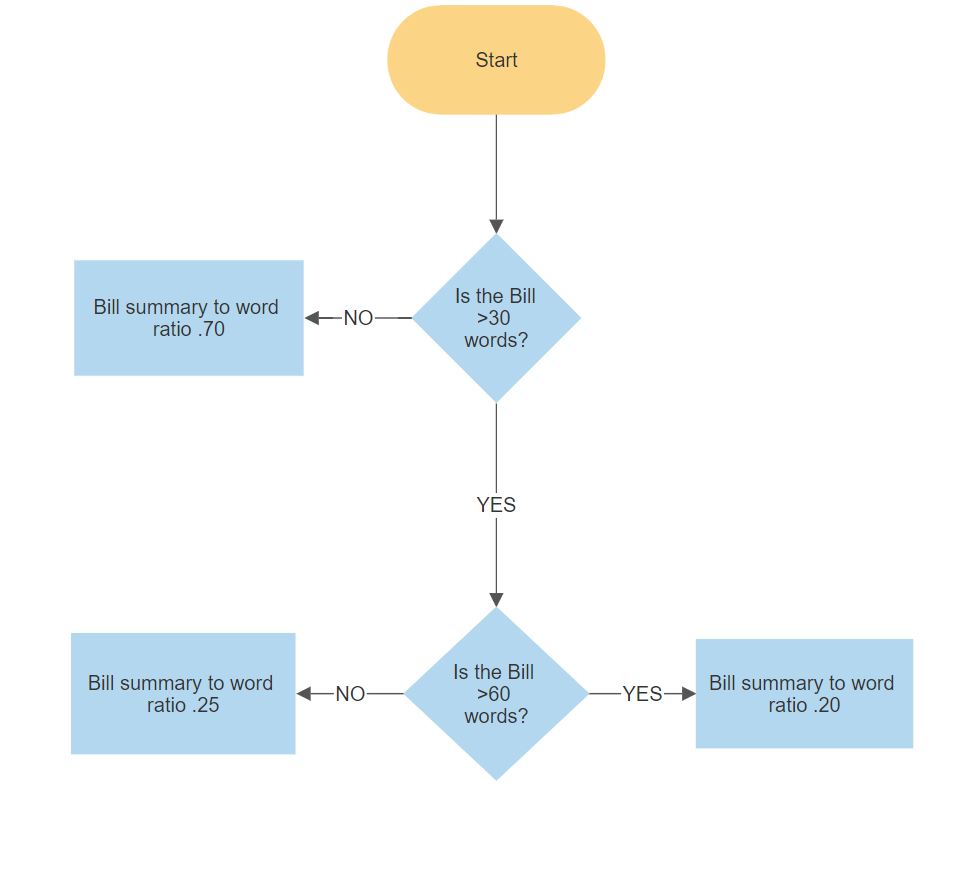 Start
Is the Bill
>30
words?
NO
Bill summary to word
ratio .70
YES
Is the Bill
>60
words?
NO
Bill summary to word
ratio .25
YES
Bill summary to word
ratio .20